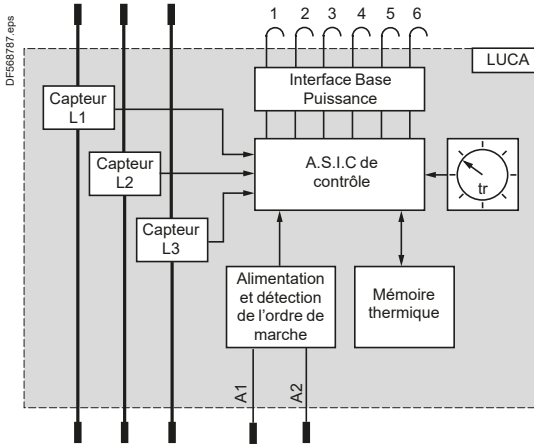 DF568787.eps
1 2 3 4 5 6
LUCA
Interface Base
Puissance
Capteur
L1
A.S.I.C de
contrôle
Capteur
L2
tr
Capteur
L3
Alimentation
et détection
de l'ordre de
marche
Mémoire
thermique
A1
A2